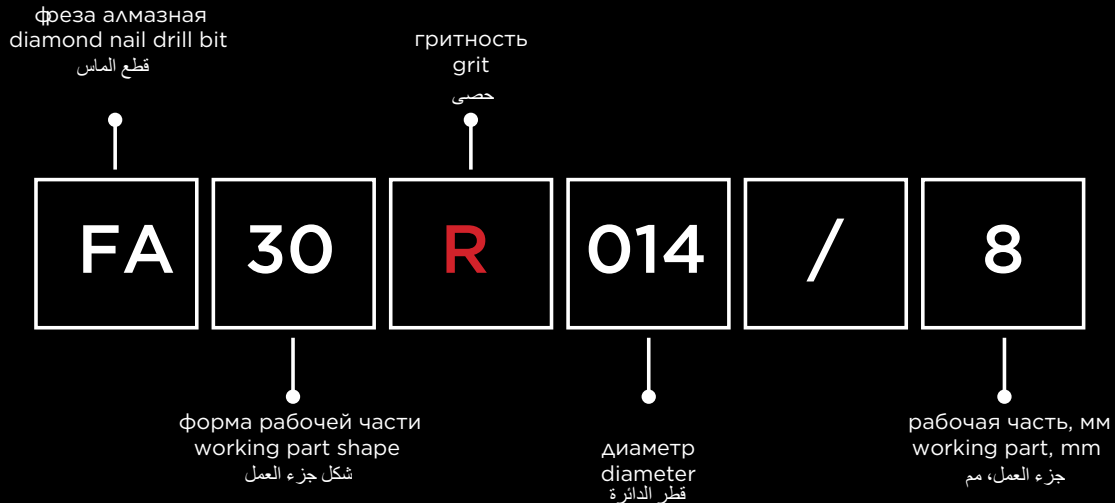 фреза алмазная
diamond nail drill bit
قطع الماس
гритность
grit
حصى
FA 30 R 014 / 8
форма рабочей части
working part shape
شكل جزء العمل
диаметр
diameter
قطر الدائرة
рабочая часть, мм
working part, mm
جزء العمل، مم